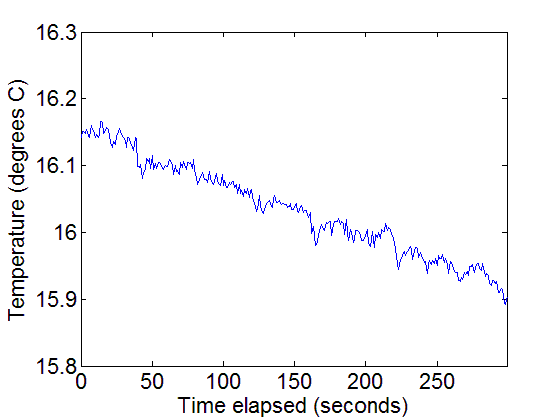 16.3
16.2
16.1
16
15.9
15.8
Temperature (degrees C)
0 50 100 150 200 250
Time elapsed (seconds)